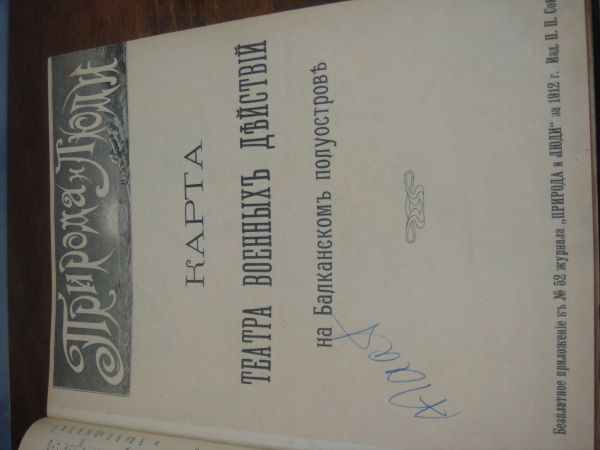 Природа и Люди
КАРТА
ТЕАТРА ВОЕННЫХЪ ДѢЙСТВІЙ
на Балканскомъ полуостровѣ
Безплатное приложеніе къ № 52 журнала „ПРИРОДА и ЛЮДИ" за 1912 г. Изд. П. П.